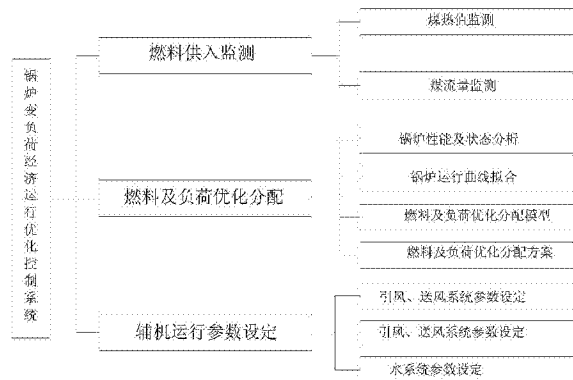 锅炉变负荷经济运行优化控制系统
燃料供入监测
煤热值监测
煤流量监测
燃料及负荷优化分配
锅炉性能及状态分析
锅炉运行曲线拟合
燃料及负荷优化分配模型
燃料及负荷优化分配方案
辅机运行参数设定
引风、送风系统参数设定
引风、送风系统参数设定
水系统参数设定